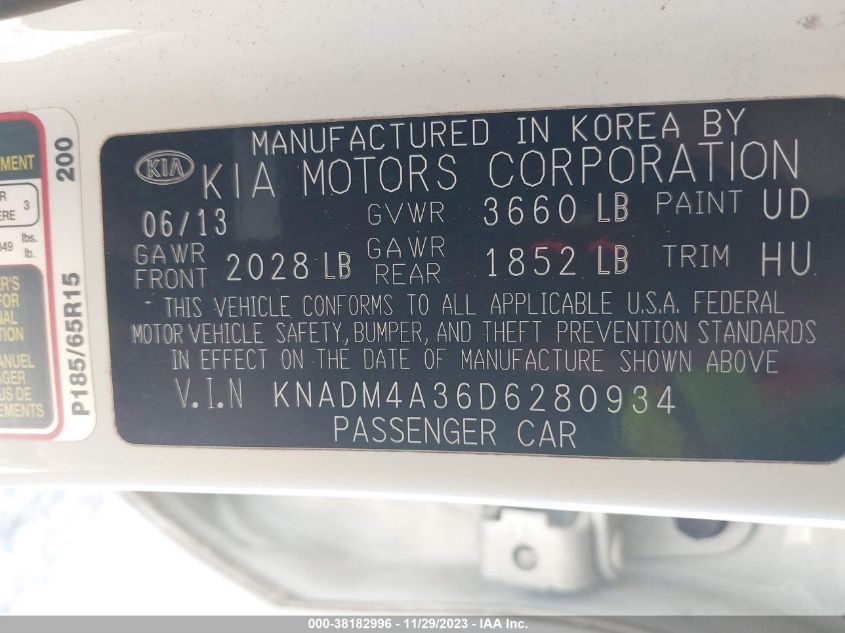 MANUFACTURED IN KOREA BY
KIA KIA MOTORS CORPORATION
06/13 GVWR 3660 LB PAINT UD
GAWR FRONT 2028 LB GAWR REAR 1852 LB TRIM HU
THIS VEHICLE CONFORMS TO ALL APPLICABLE U.S.A. FEDERAL
MOTOR VEHICLE SAFETY, BUMPER, AND THEFT PREVENTION STANDARDS
IN EFFECT ON THE DATE OF MANUFACTURE SHOWN ABOVE
V.I.N KNADM4A36D6280934
PASSENGER CAR
P185/65R15 200
3
lbs.
lb.
000-38182996 - 11/29/2023 - IAA Inc.